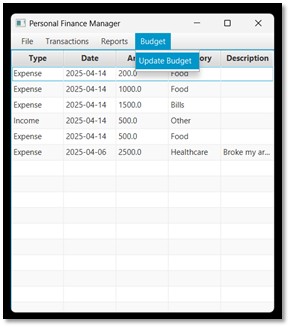 Personal Finance Manager
File Transactions Reports Budget
Update Budget
Type Date Description
Expense 2025-04-14 200.0 Food
Expense 2025-04-14 1000.0 Food
Expense 2025-04-14 1500.0 Bills
Income 2025-04-14 500.0 Other
Expense 2025-04-14 500.0 Food
Expense 2025-04-06 2500.0 Healthcare Broke my ar...